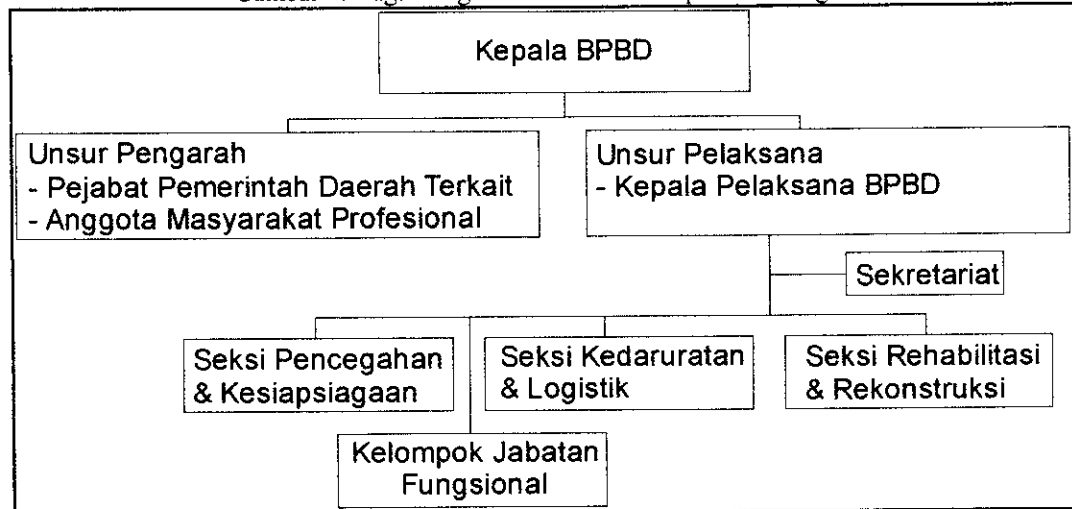 Kepala BPBD
Unsur Pengarah
- Pejabat Pemerintah Daerah Terkait
- Anggota Masyarakat Profesional
Unsur Pelaksana
- Kepala Pelaksana BPBD
Sekretariat
Seksi Pencegahan
& Kesiapsiagaan
Seksi Kedaruratan
& Logistik
Seksi Rehabilitasi
& Rekonstruksi
Kelompok Jabatan
Fungsional